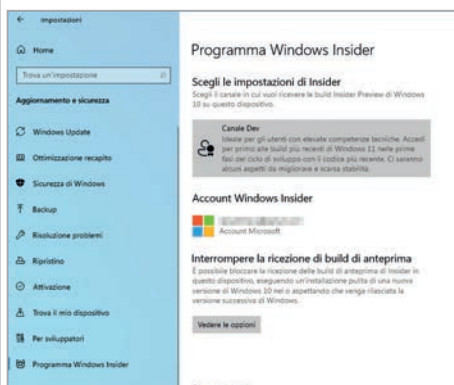 Impostazioni
Home
Trova un'impostazione
Aggiornamento e sicurezza
Windows Update
Ottimizzazione recapito
Sicurezza di Windows
Backup
Risoluzione problemi
Ripristino
Attivazione
Trova il mio dispositivo
Per sviluppatori
Programma Windows Insider
Programma Windows Insider
Scegli le impostazioni di Insider
Scegli il canale in cui vuoi ricevere le build Insider Preview di Windows
10 su questo dispositivo.
Canale Dev
Ideale per gli utenti con elevate competenze tecniche. Accedi
per primo alle build più recenti di Windows 11 nelle prime
fasi del ciclo di sviluppo con il codice più recente. Ci saranno
alcuni aspetti da migliorare e scarsa stabilità.
Account Windows Insider
Account Microsoft
Interrompere la ricezione di build di anteprima
È possibile bloccare la ricezione delle build di anteprima di Insider in
questo dispositivo, eseguendo un'installazione pulita di una nuova
versione di Windows 10 nel o aspettando che venga rilasciata la
versione successiva di Windows.
Vedere le opzioni